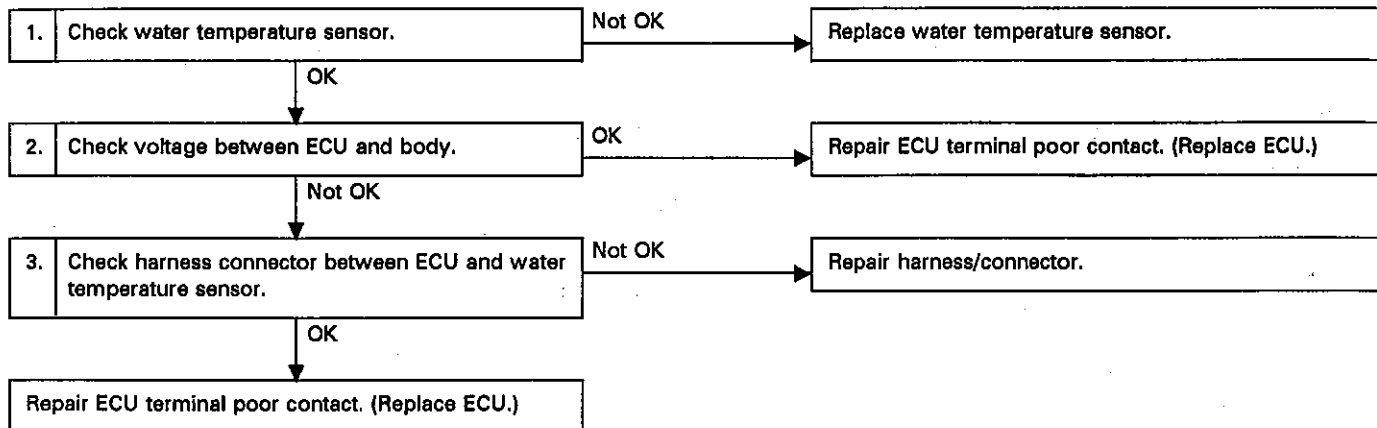 1. Check water temperature sensor.
Not OK
Replace water temperature sensor.
OK
2. Check voltage between ECU and body.
OK
Repair ECU terminal poor contact. (Replace ECU.)
Not OK
3. Check harness connector between ECU and water
temperature sensor.
Not OK
Repair harness/connector.
OK
Repair ECU terminal poor contact. (Replace ECU.)